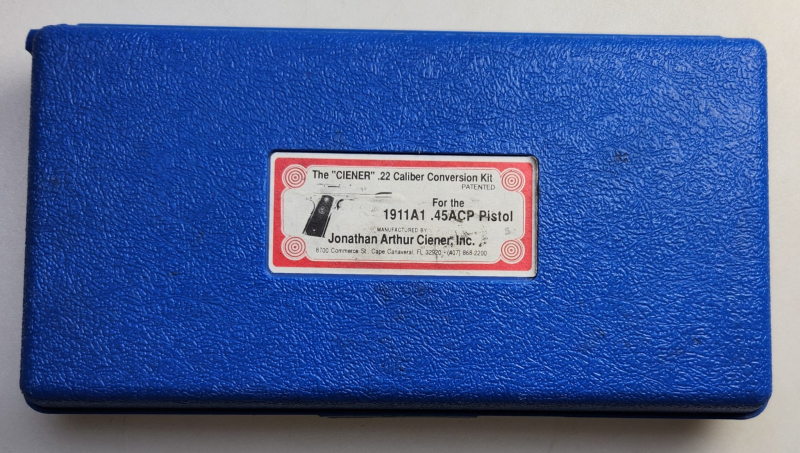 The "CIENER" .22 Caliber Conversion Kit
PATENTED
For the
1911A1 .45ACP Pistol
MANUFACTURED BY
Jonathan Arthur Ciener, Inc.
8700 Commerce St., Cape Canaveral, FL 32920 • (407) 868-2200